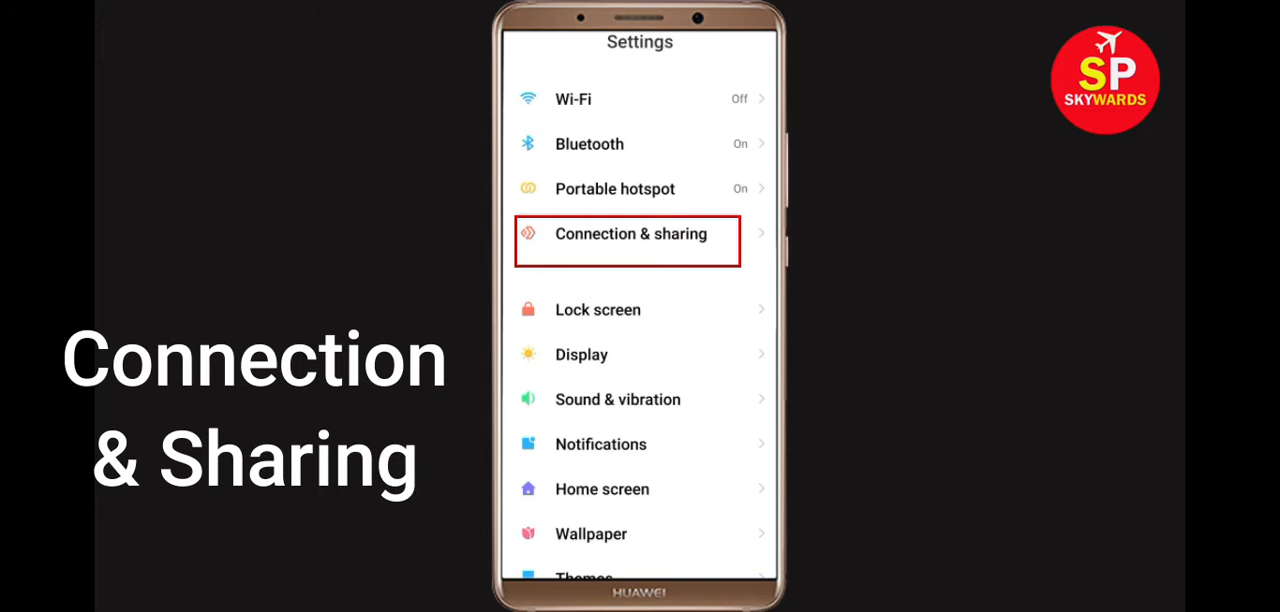 Settings
Wi-Fi Off
Bluetooth On
Portable hotspot On
Connection & sharing
Lock screen
Display
Sound & vibration
Notifications
Home screen
Wallpaper
Themes
HUAWEI
Connection
& Sharing
SP
SKYWARDS